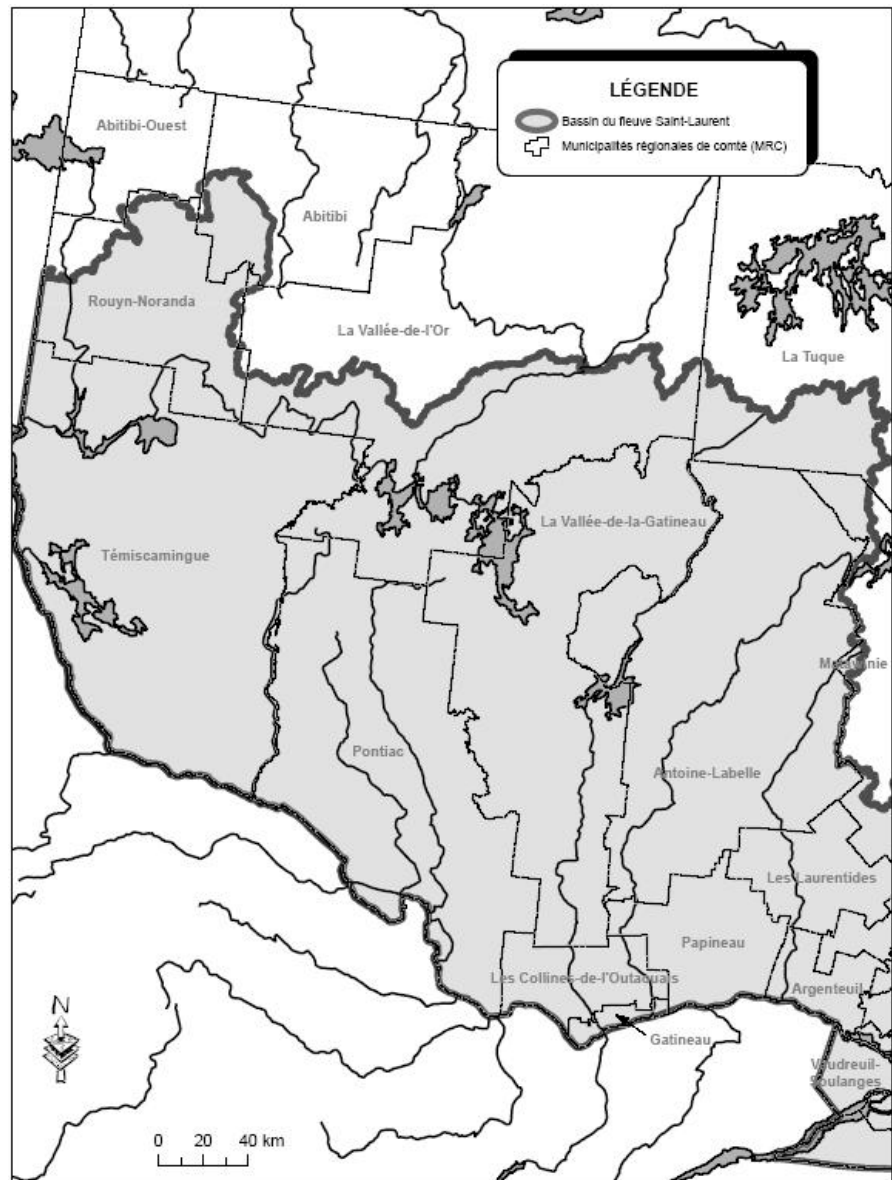 LÉGENDE
Bassin du fleuve Saint-Laurent
Municipalités régionales de comté (MRC)
Abitibi-Ouest
Abitibi
Rouyn-Noranda
La Vallée-de-l'Or
La Tuque
La Vallée-de-la-Gatineau
Témiscamingue
Matawinie
Pontiac
Antoine-Labelle
Les Laurentides
Papineau
Les Collines-de-l'Outaouais
Argenteuil
Gatineau
Vaudreuil-
Soulanges
N
0 20 40 km